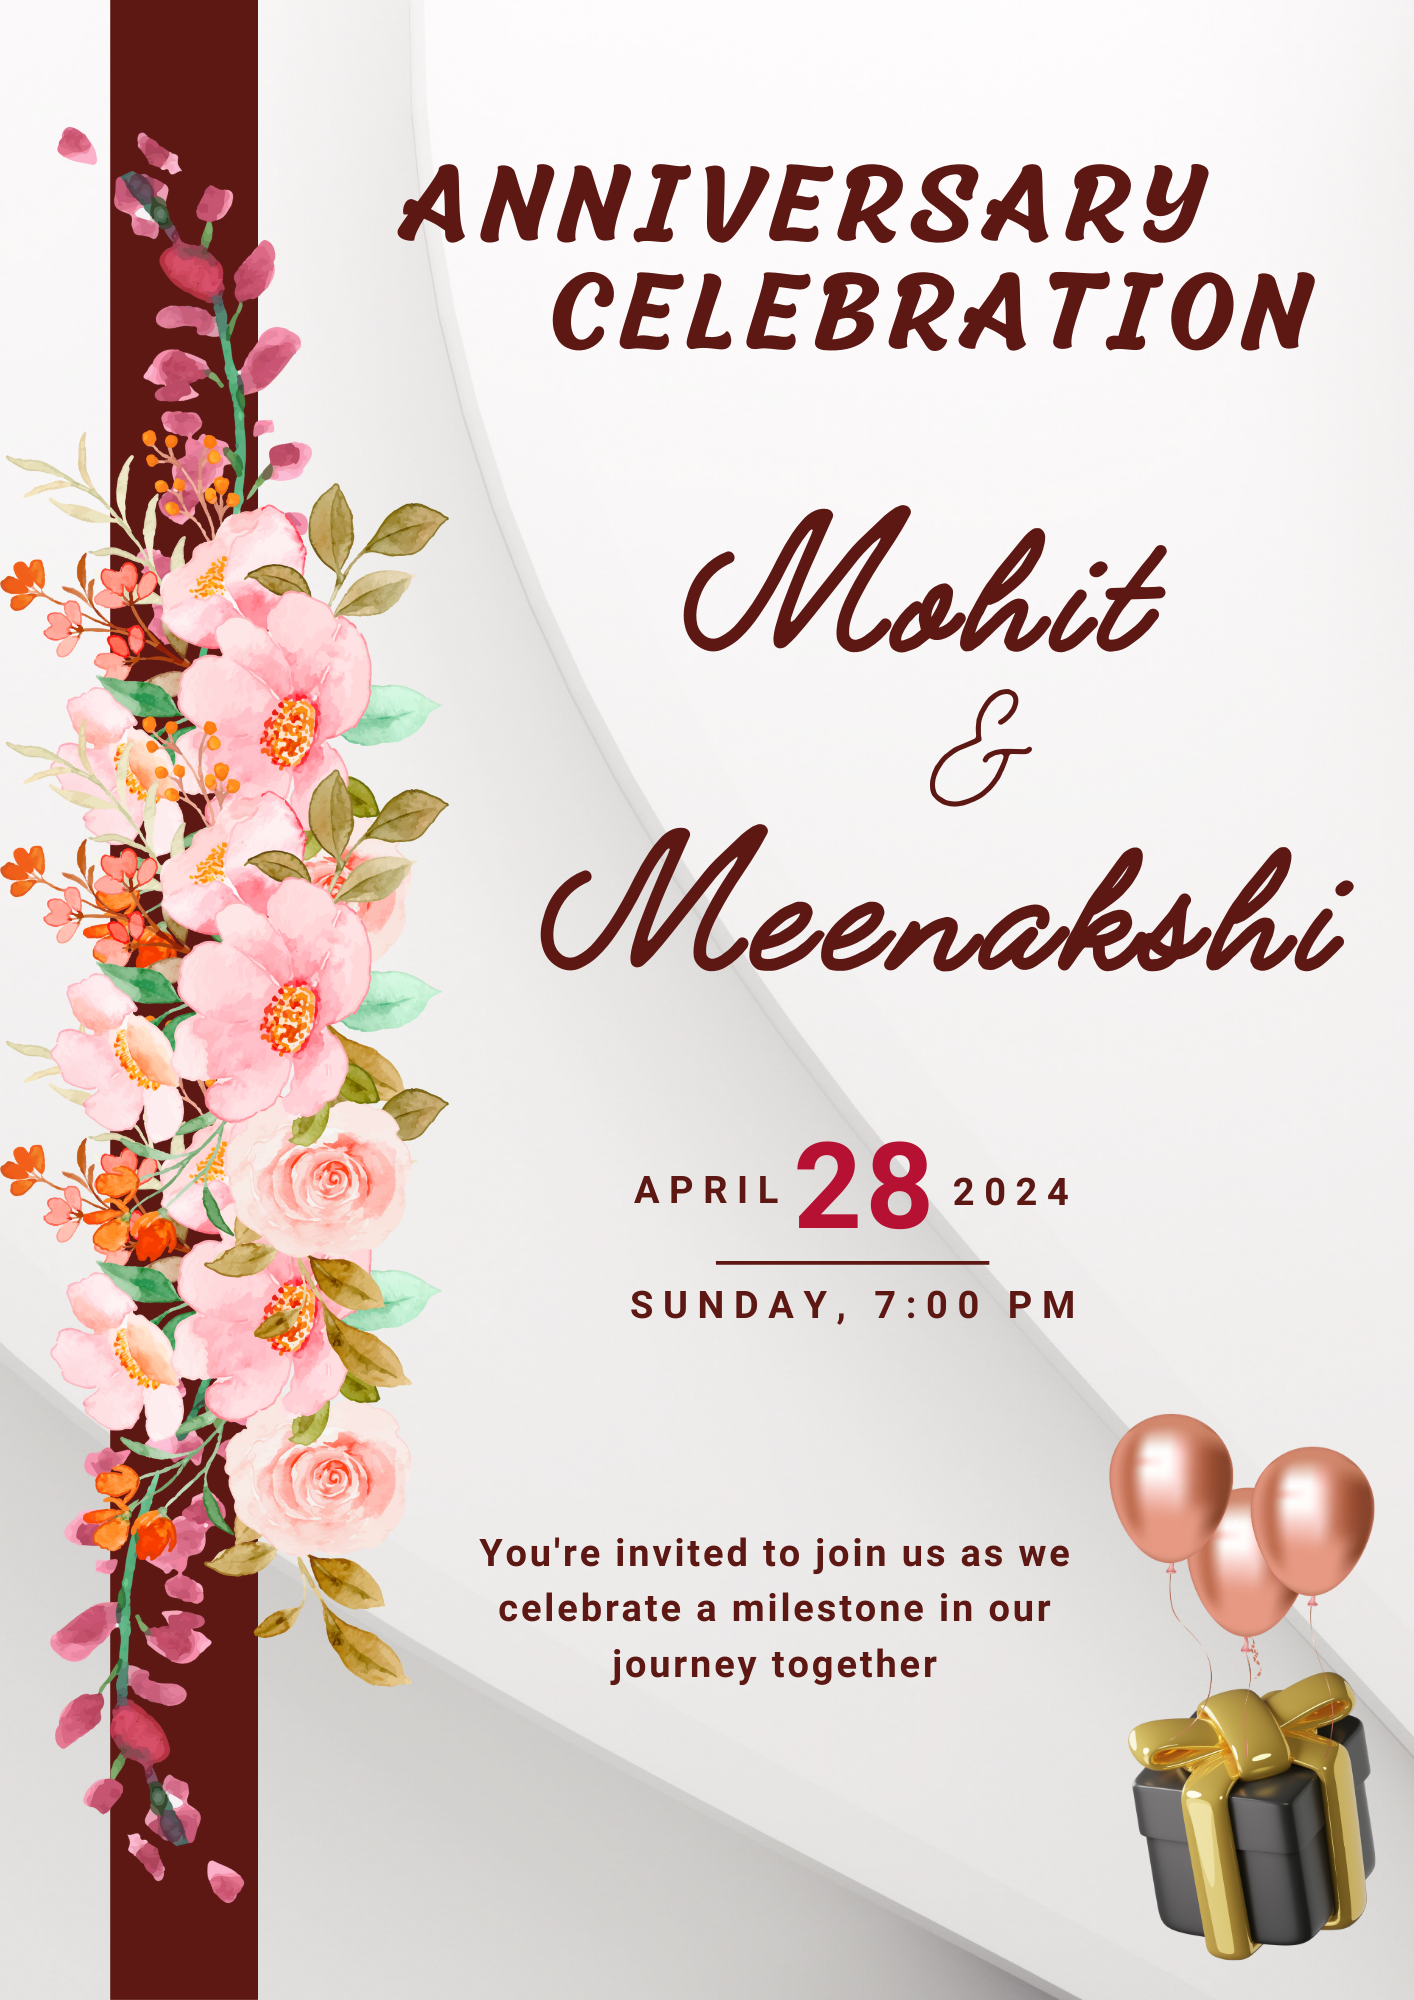 ANNIVERSARY
CELEBRATION
Mohit
&
Meenakshi
APRIL 28 2024
SUNDAY, 7:00 PM
You're invited to join us as we
celebrate a milestone in our
journey together